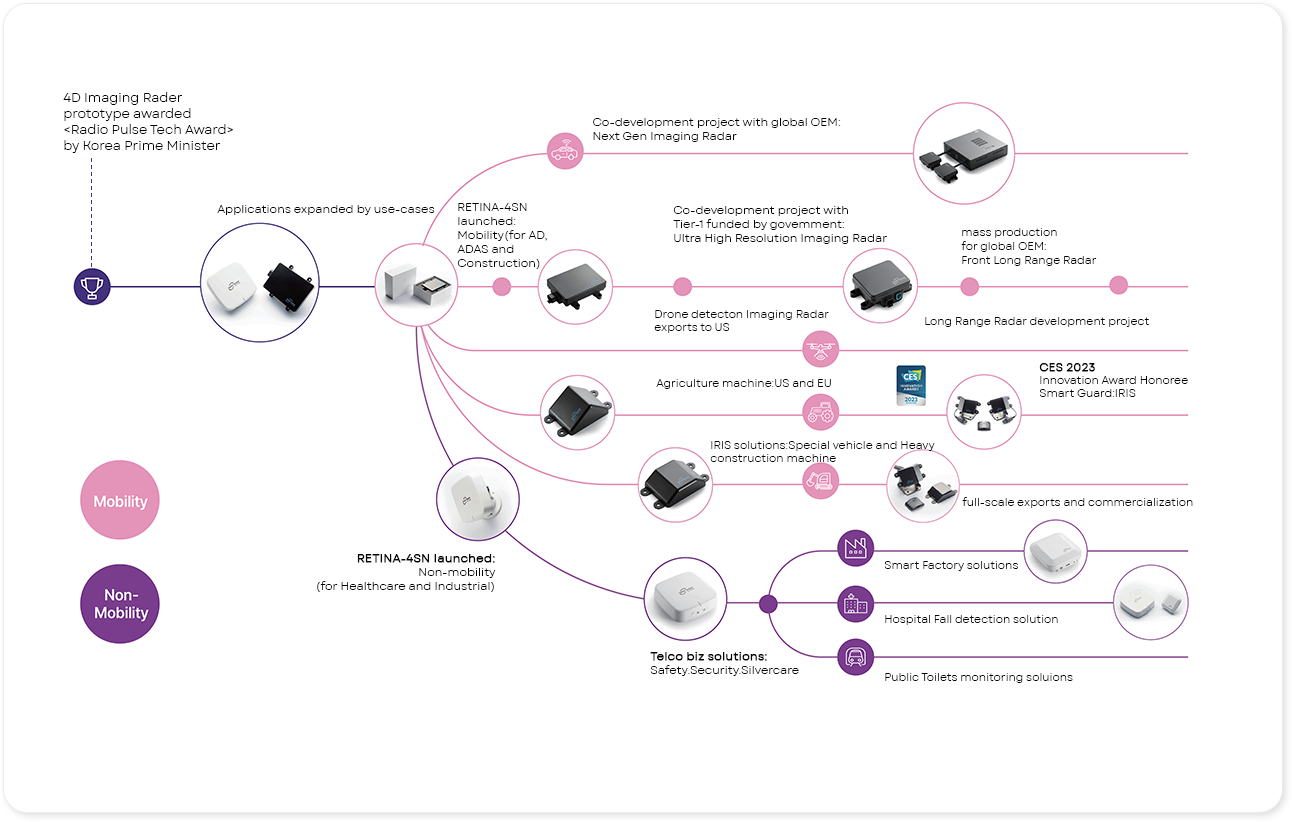 4D Imaging Rader
prototype awarded
<Radio Pulse Tech Award>
by Korea Prime Minister
Applications expanded by use-cases
RETINA-4SN
launched:
Mobility(for AD,
ADAS and
Construction)
Co-development project with global OEM:
Next Gen Imaging Radar
Co-development project with
Tier-1 funded by govemment:
Ultra High Resolution Imaging Radar
mass production
for global OEM:
Front Long Range Radar
Long Range Radar development project
Drone detecton Imaging Radar
exports to US
Agriculture machine:US and EU
CES
INNOVATION
AWARDS
2023
CES 2023
Innovation Award Honoree
Smart Guard:IRIS
IRIS solutions:Special vehicle and Heavy
construction machine
full-scale exports and commercialization
Mobility
Non-
Mobility
RETINA-4SN launched:
Non-mobility
(for Healthcare and Industrial)
Telco biz solutions:
Safety.Security.Silvercare
Smart Factory solutions
Hospital Fall detection solution
Public Toilets monitoring soluions